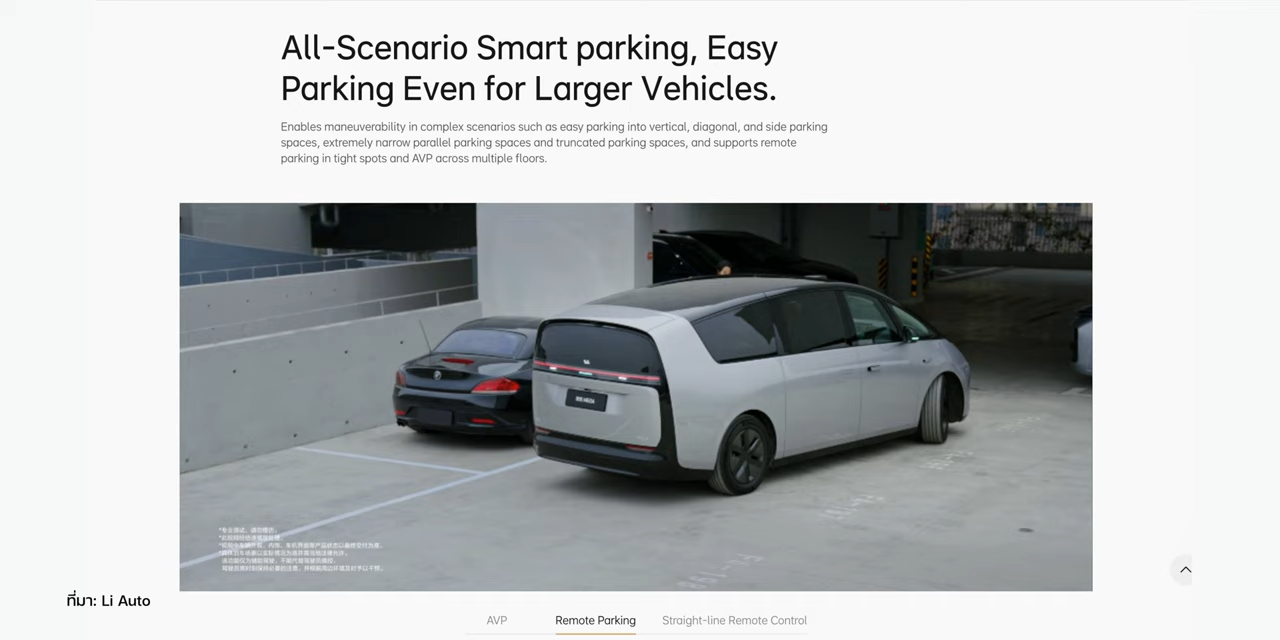 All-Scenario Smart parking, Easy
Parking Even for Larger Vehicles.
Enables maneuverability in complex scenarios such as easy parking into vertical, diagonal, and side parking
spaces, extremely narrow parallel parking spaces and truncated parking spaces, and supports remote
parking in tight spots and AVP across multiple floors.
ที่มา: Li Auto
AVP
Remote Parking
Straight-line Remote Control